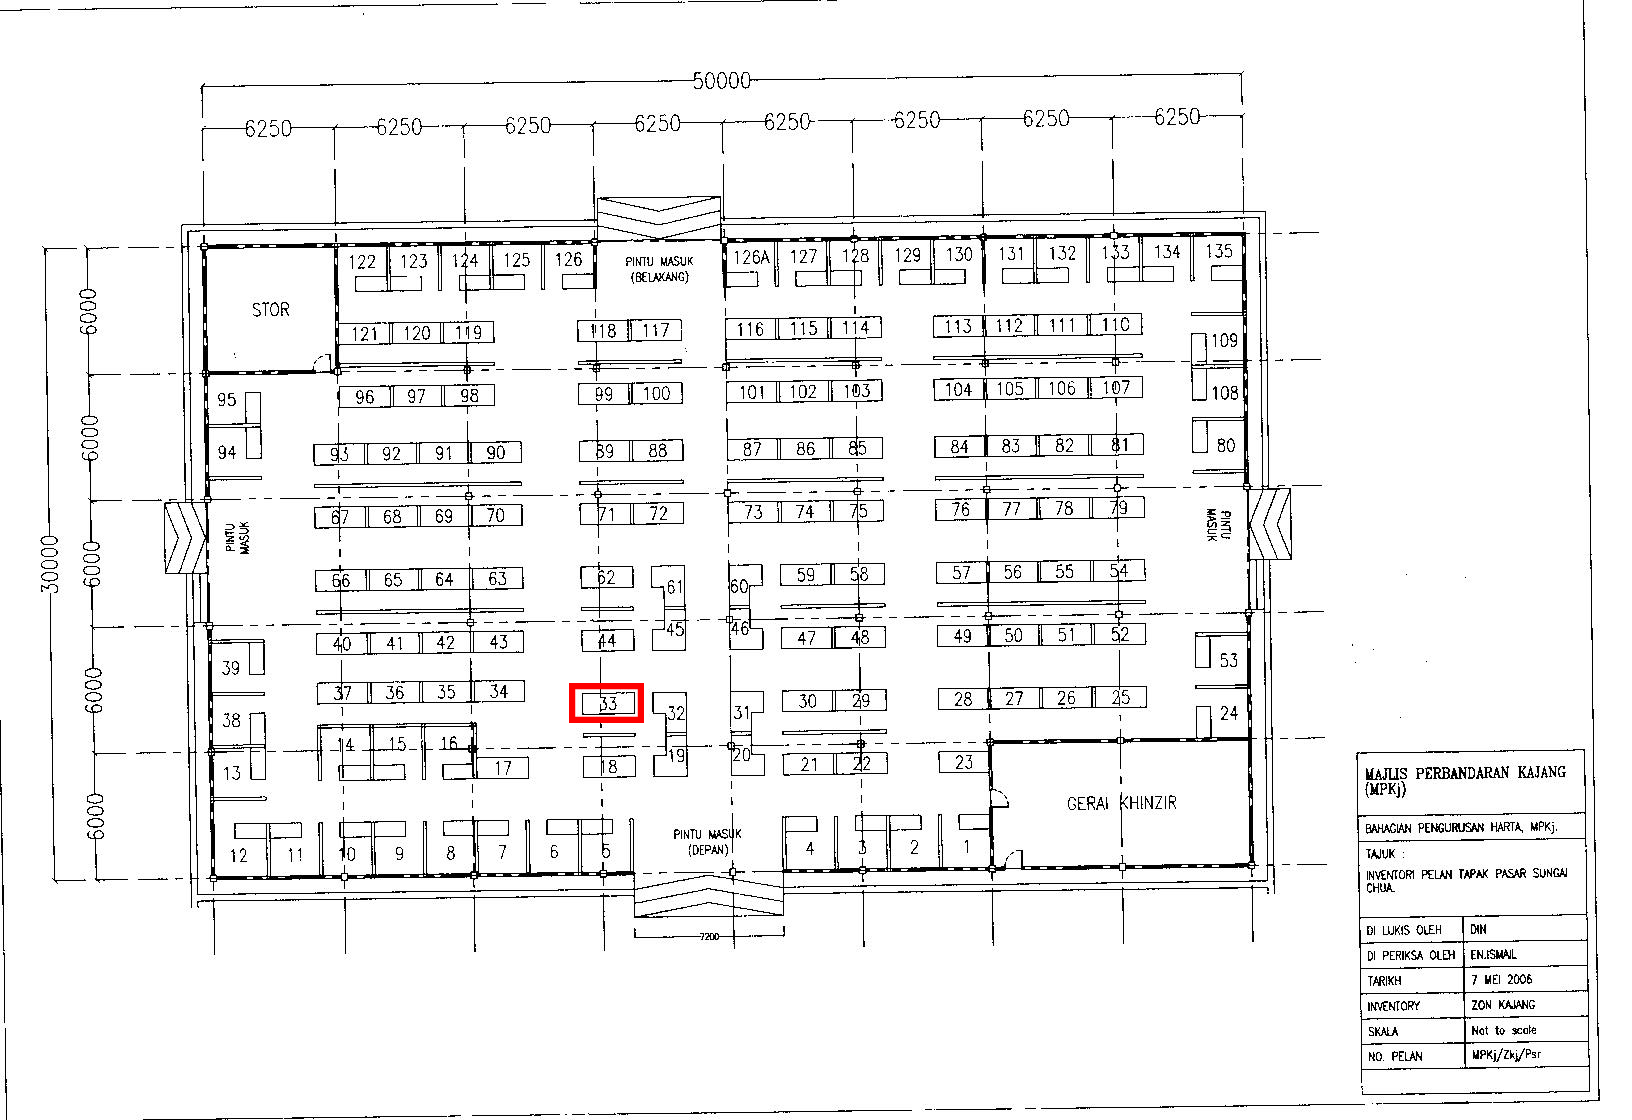 50000
6250 6250 6250 6250 6250 6250 6250 6250
122 123 124 125 126 PINTU MASUK 126A 127 128 129 130 131 132 133 134 135
(BELAKANG)
6000 STOR
121 120 119 118 117 116 115 114 113 112 111 110 109
95 96 97 98 99 100 101 102 103 104 105 106 107 108
6000
94 93 92 91 90 89 88 87 86 85 84 83 82 81 80
67 68 69 70 71 72 73 74 75 76 77 78 79
PINTU MASUK
PINTU MASUK
30000
6000
66 65 64 63 62 61 60 59 58 57 56 55 54
39 40 41 42 43 44 45 46 47 48 49 50 51 52 53
6000
38 37 36 35 34 33 32 31 30 29 28 27 26 25 24
13 14 15 16 17 18 19 20 21 22 23
6000
GERAI KHINZIR
PINTU MASUK
(DEPAN)
12 11 10 9 8 7 6 5 4 3 2 1
7200
MAJLIS PERBANDARAN KAJANG
(MPKj)
BAHAGIAN PENGURUSAN HARTA, MPKj.
TAJUK :
INVENTORI PELAN TAPAK PASAR SUNGAI
CHUA.
DI LUKIS OLEH DIN
DI PERIKSA OLEH EN.ISMAIL
TARIKH 7 MEI 2006
INVENTORY ZON KAJANG
SKALA Not to scale
NO. PELAN MPKj/Zkj/Psr